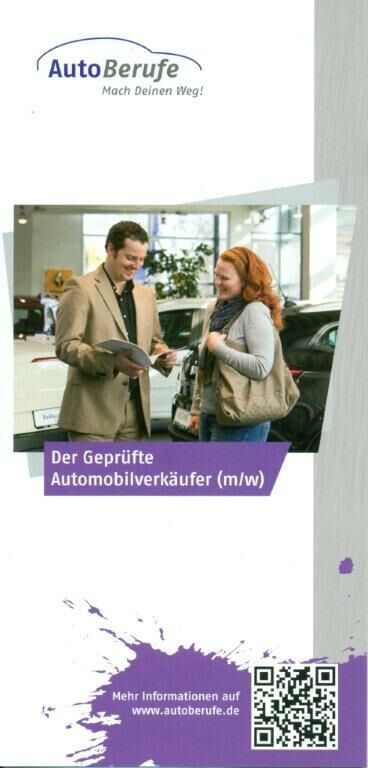 AutoBerufe
Mach Deinen Weg!
Der Geprüfte
Automobilverkäufer (m/w)
Mehr Informationen auf
www.autoberufe.de